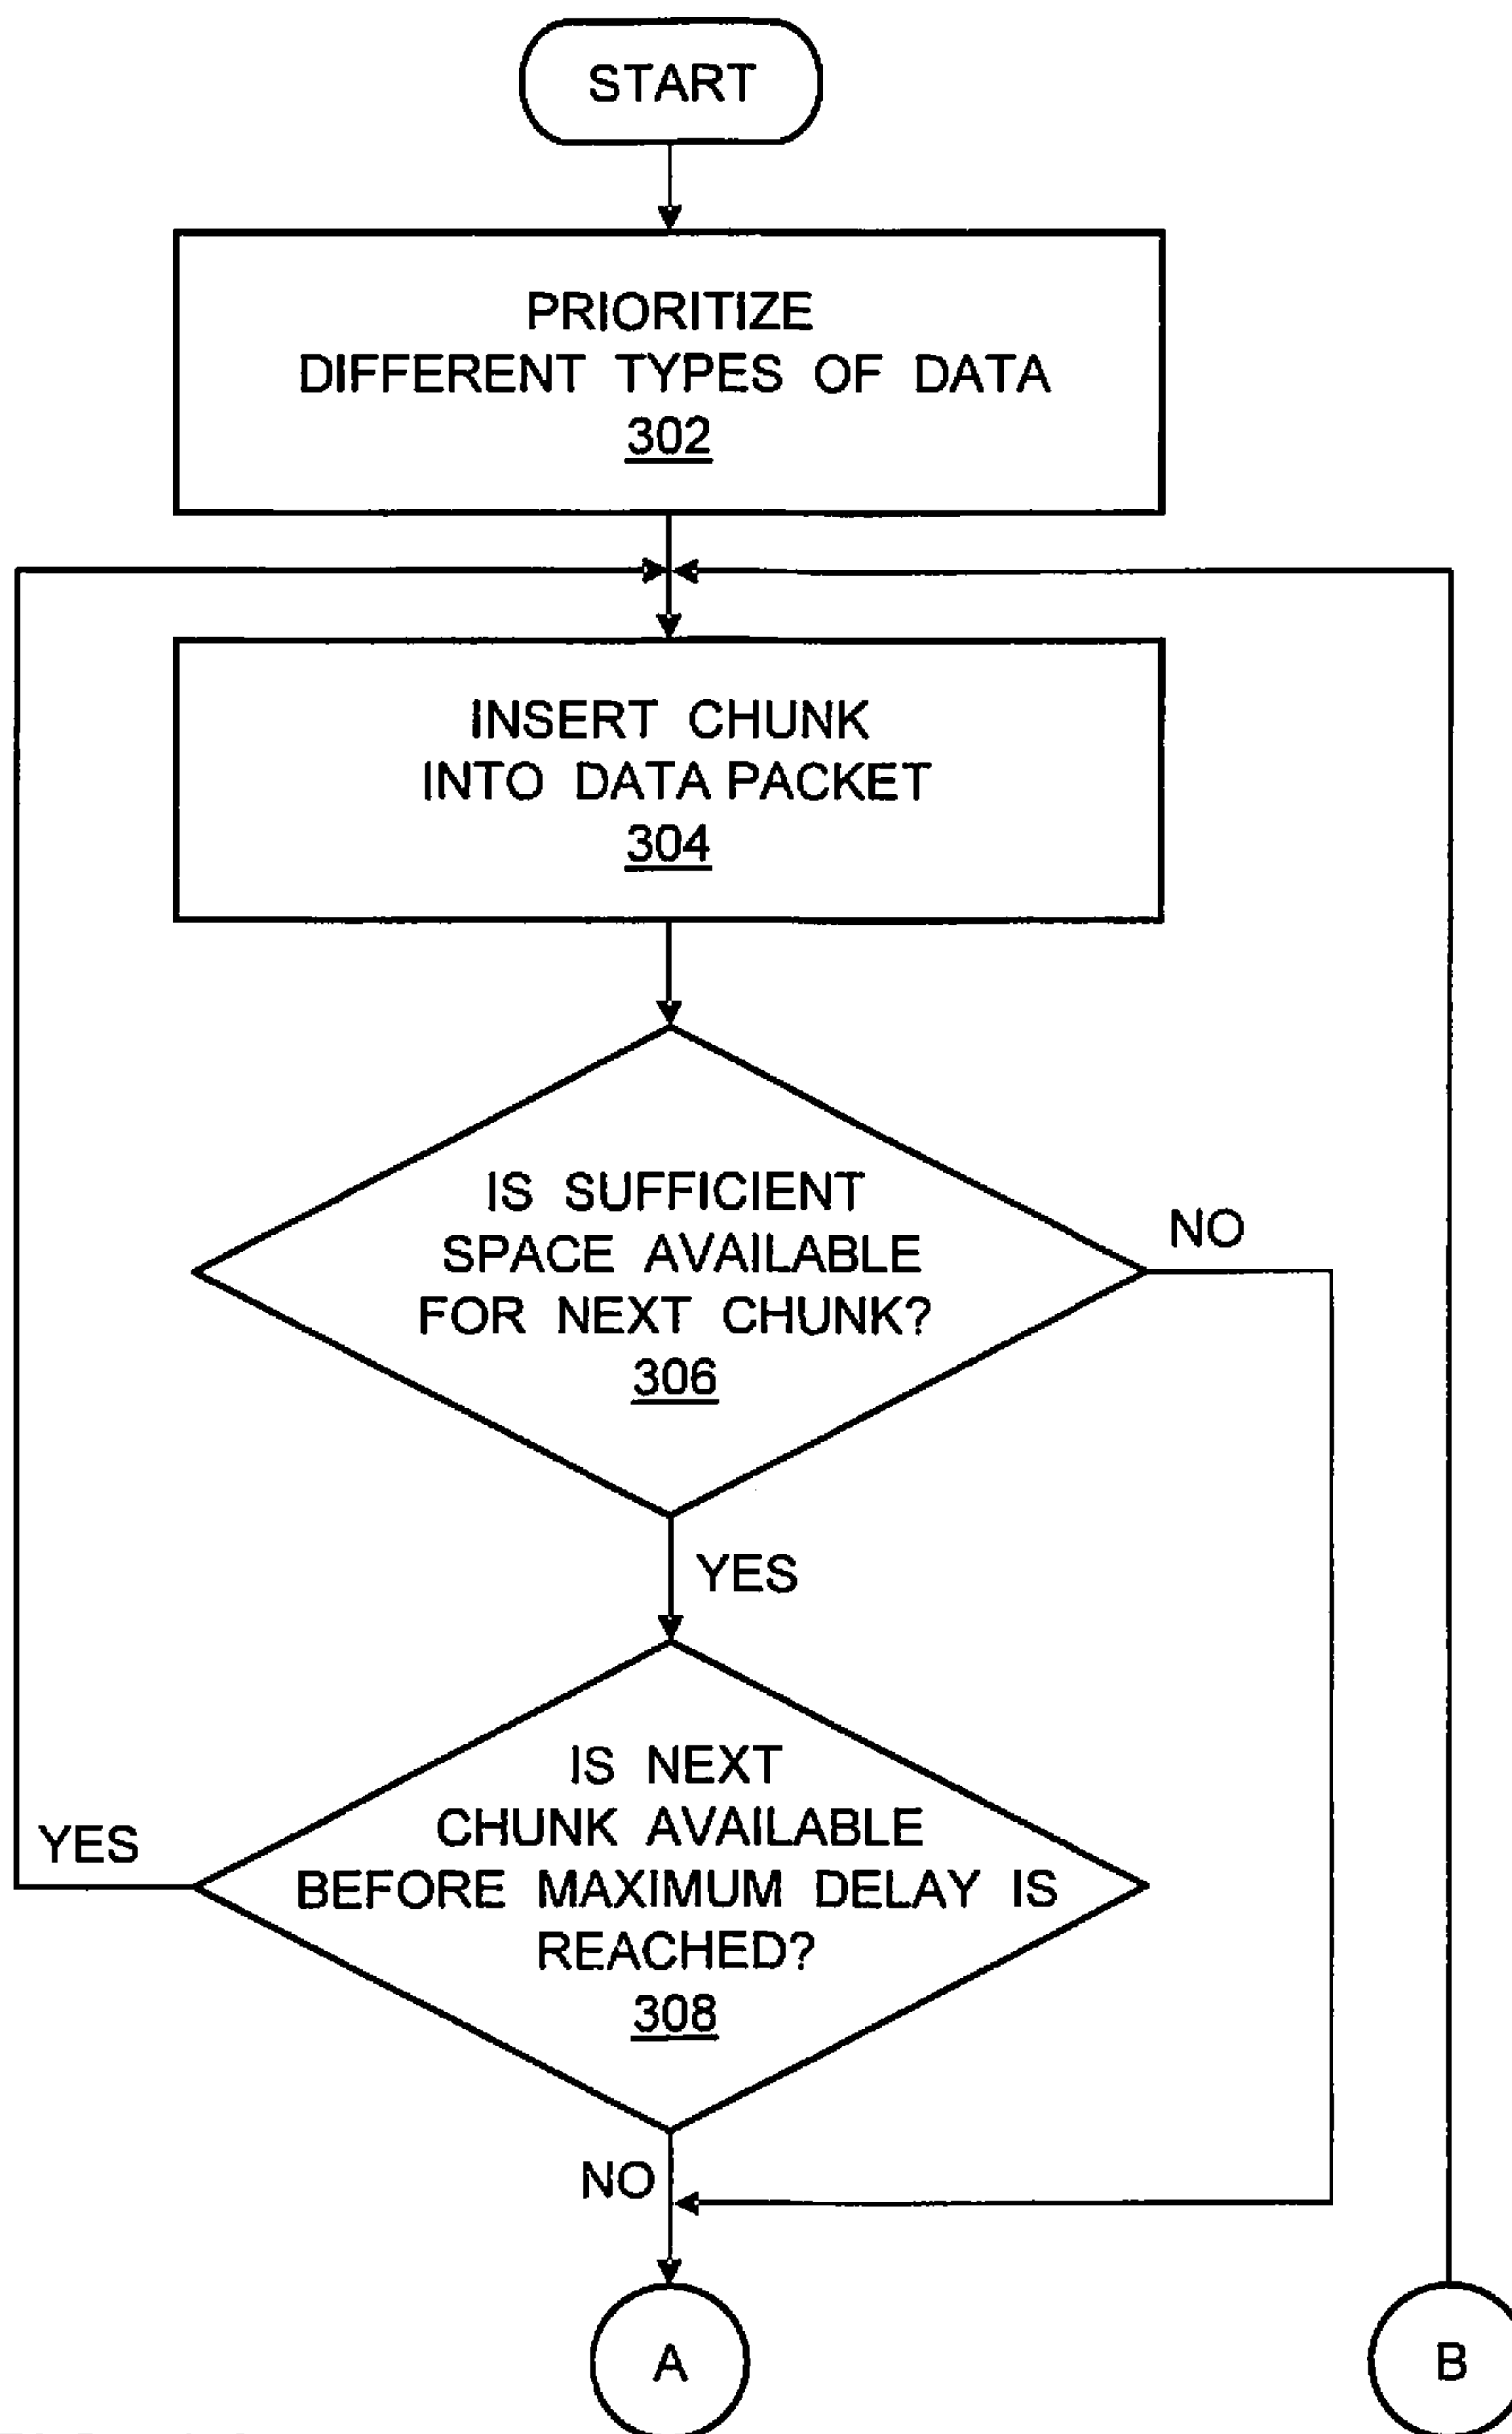 START
PRIORITIZE
DIFFERENT TYPES OF DATA
302
INSERT CHUNK
INTO DATA PACKET
304
IS SUFFICIENT
SPACE AVAILABLE
FOR NEXT CHUNK?
306
NO
YES
IS NEXT
CHUNK AVAILABLE
BEFORE MAXIMUM DELAY IS
REACHED?
308
YES
NO
A
B